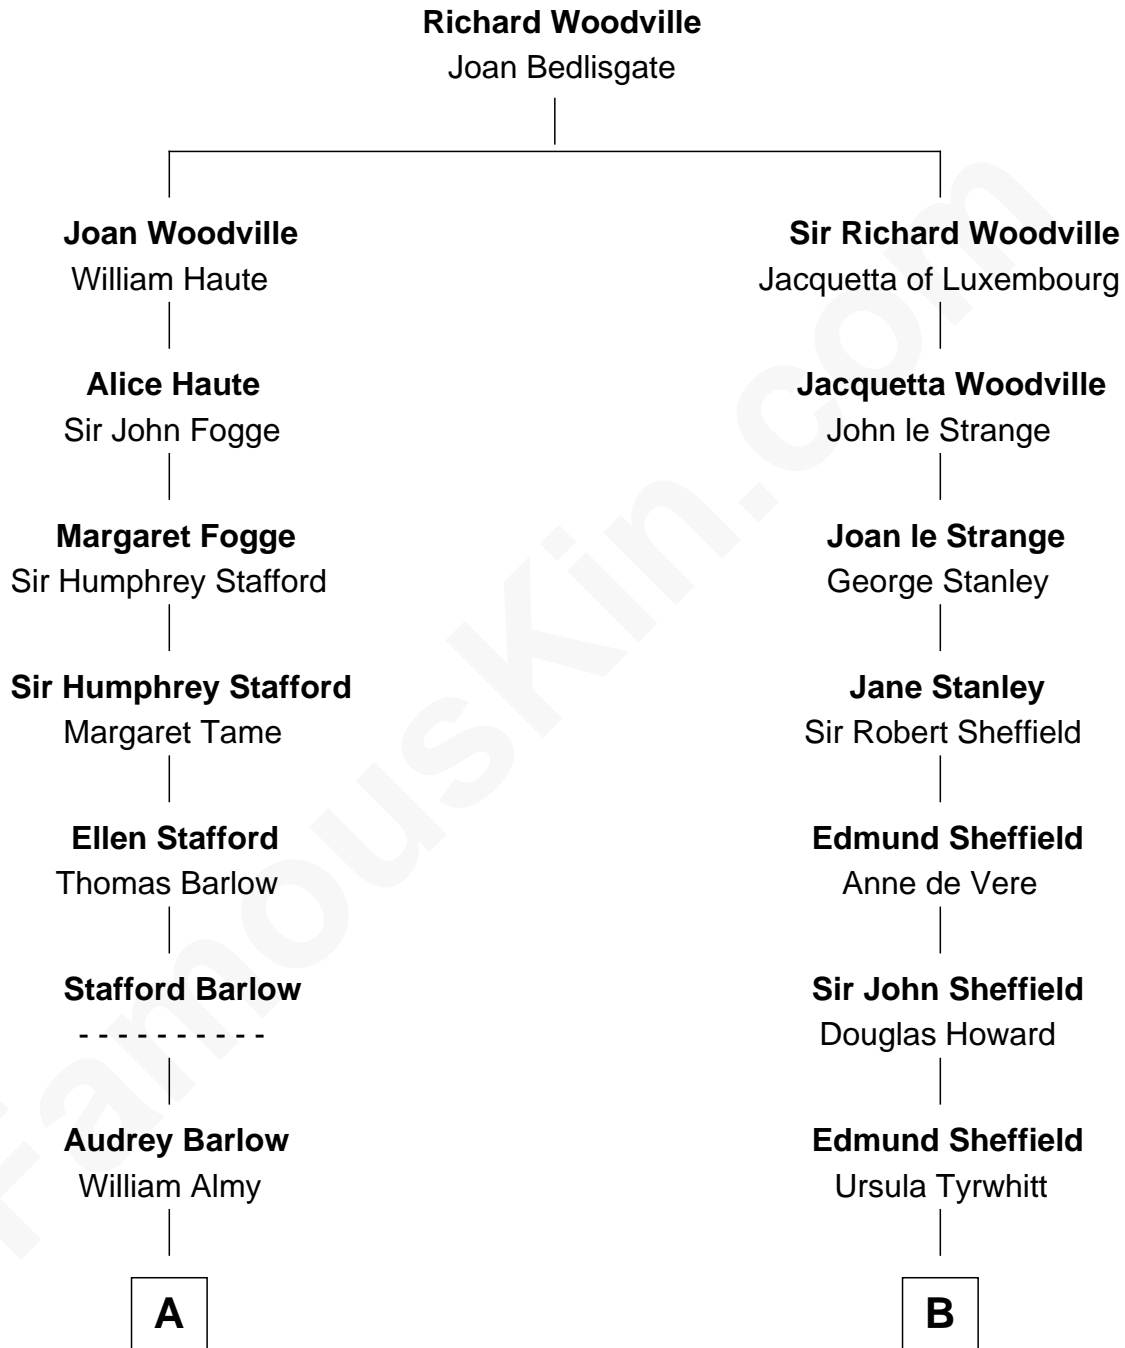 Richard Woodville
Joan Bedlisgate
Joan Woodville
William Haute
Sir Richard Woodville
Jacquetta of Luxembourg
Alice Haute
Sir John Fogge
Jacquetta Woodville
John le Strange
Margaret Fogge
Sir Humphrey Stafford
Joan le Strange
George Stanley
Sir Humphrey Stafford
Margaret Tame
Jane Stanley
Sir Robert Sheffield
Ellen Stafford
Thomas Barlow
Edmund Sheffield
Anne de Vere
Stafford Barlow
- - - - - - - - - -
Sir John Sheffield
Douglas Howard
Audrey Barlow
William Almy
Edmund Sheffield
Ursula Tyrwhitt
A
B
FamousKin.com